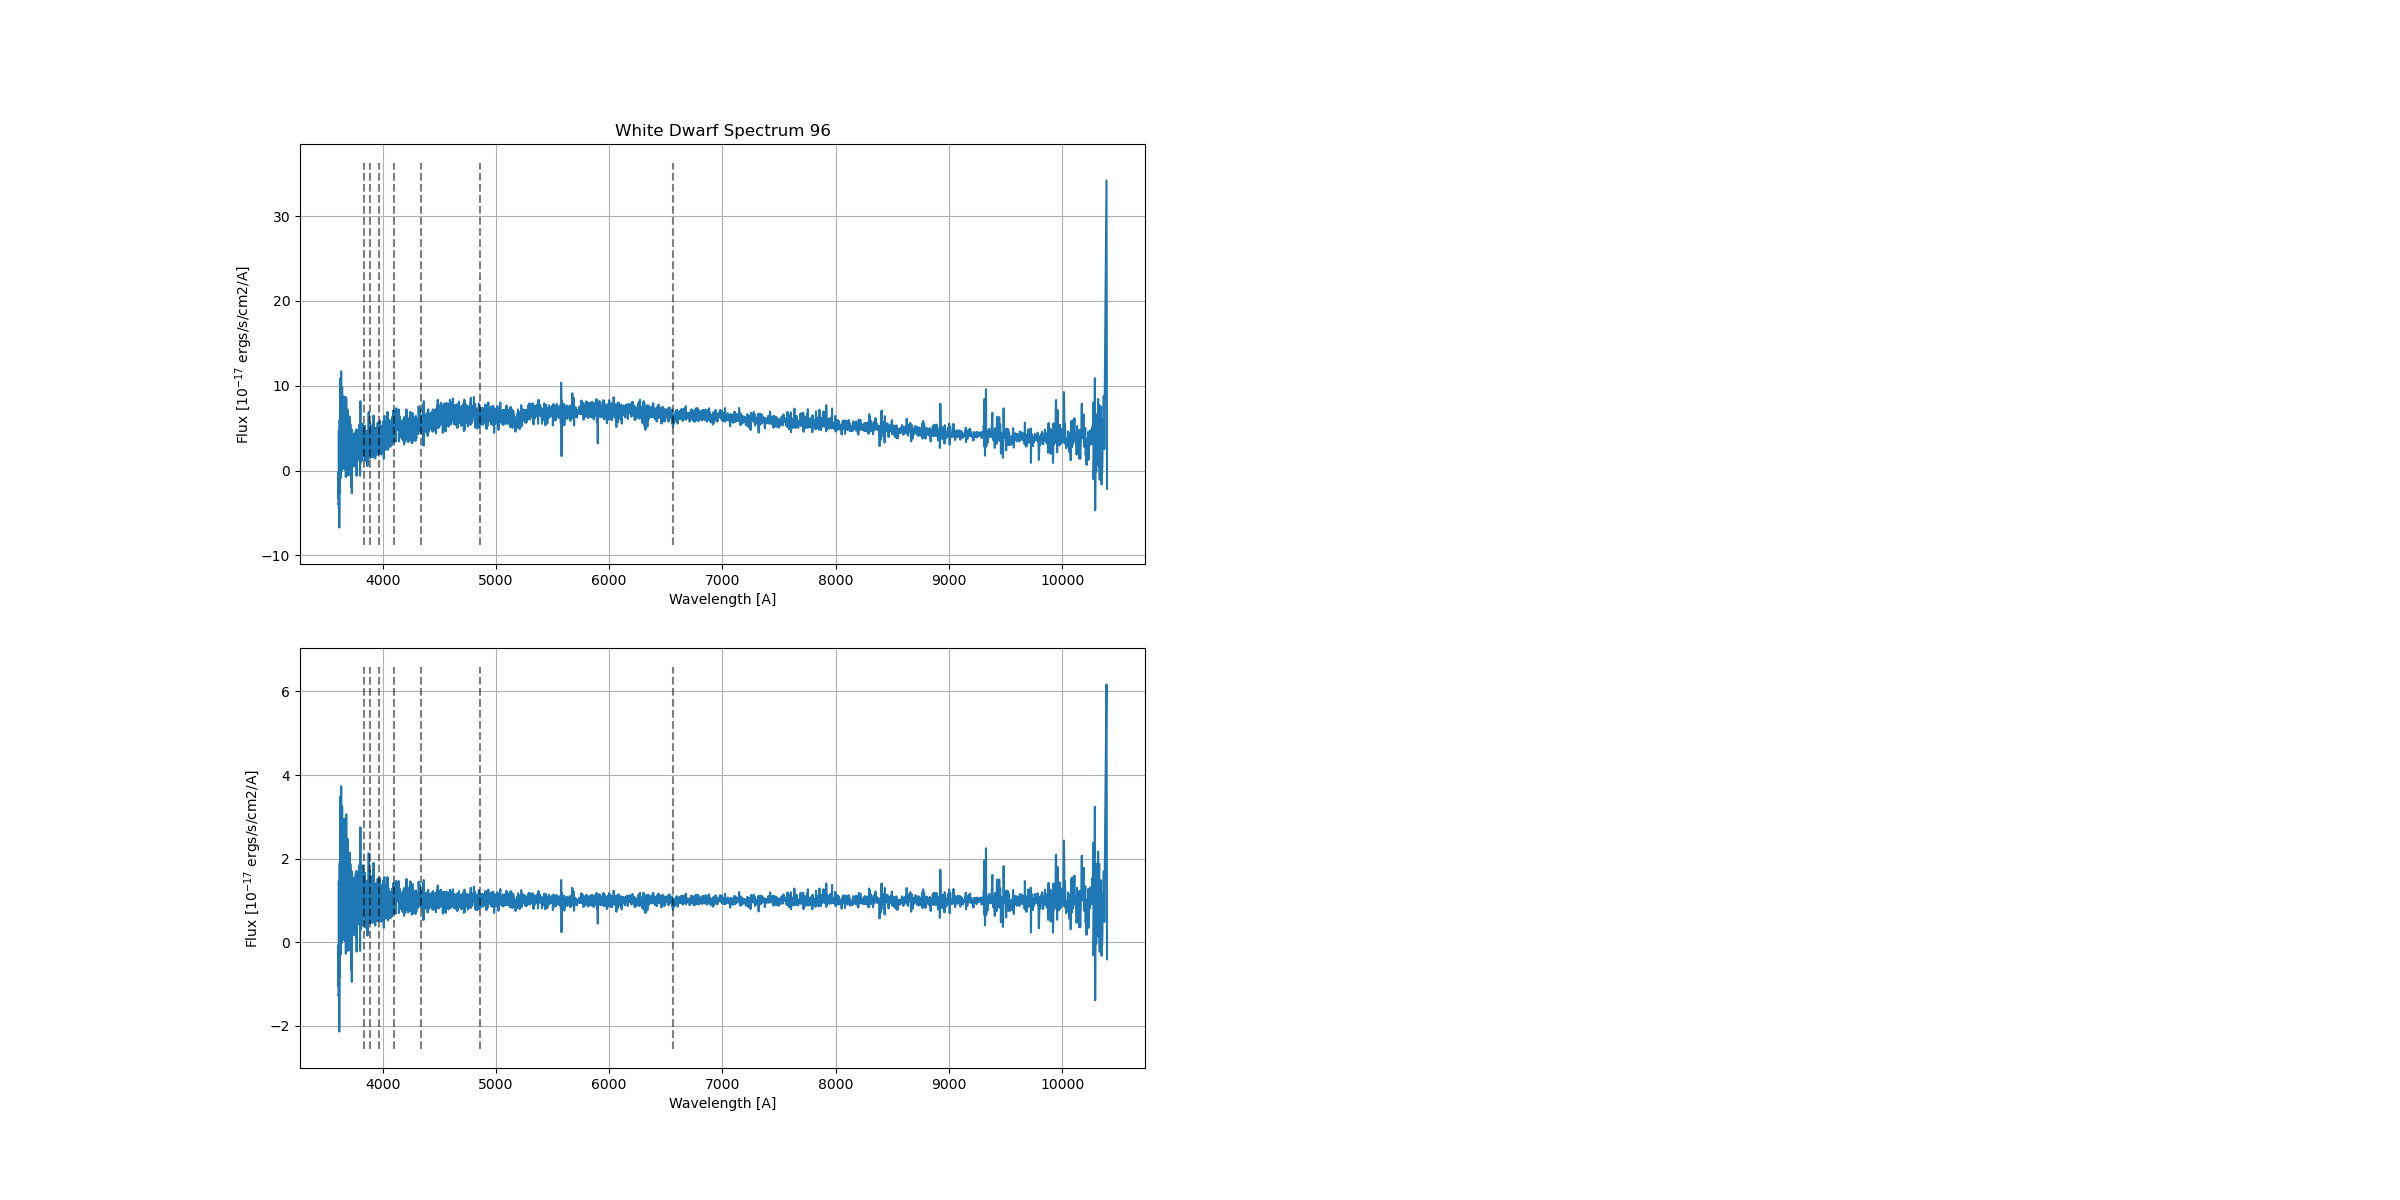 White Dwarf Spectrum 96
Flux [10⁻¹⁷ ergs/s/cm2/A]
30
20
10
0
−10
4000 5000 6000 7000 8000 9000 10000
Wavelength [A]
Flux [10⁻¹⁷ ergs/s/cm2/A]
6
4
2
0
−2
4000 5000 6000 7000 8000 9000 10000
Wavelength [A]